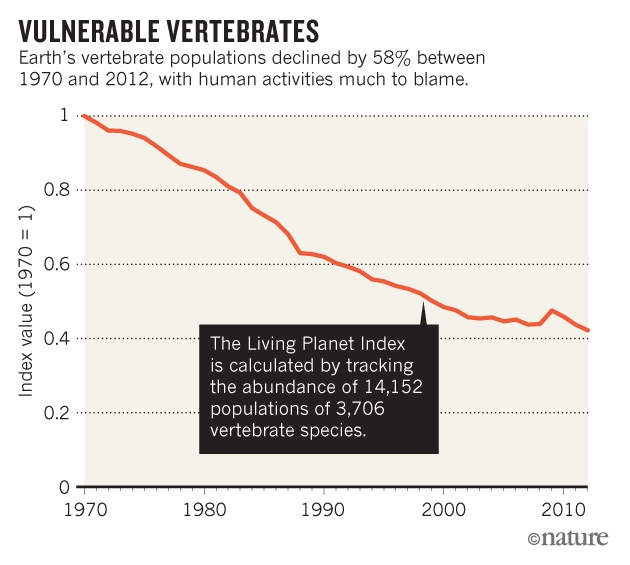 VULNERABLE VERTEBRATES
Earth's vertebrate populations declined by 58% between
1970 and 2012, with human activities much to blame.
1
0.8
0.6
0.4
0.2
0
Index value (1970 = 1)
The Living Planet Index
is calculated by tracking
the abundance of 14,152
populations of 3,706
vertebrate species.
1970 1980 1990 2000 2010
©nature